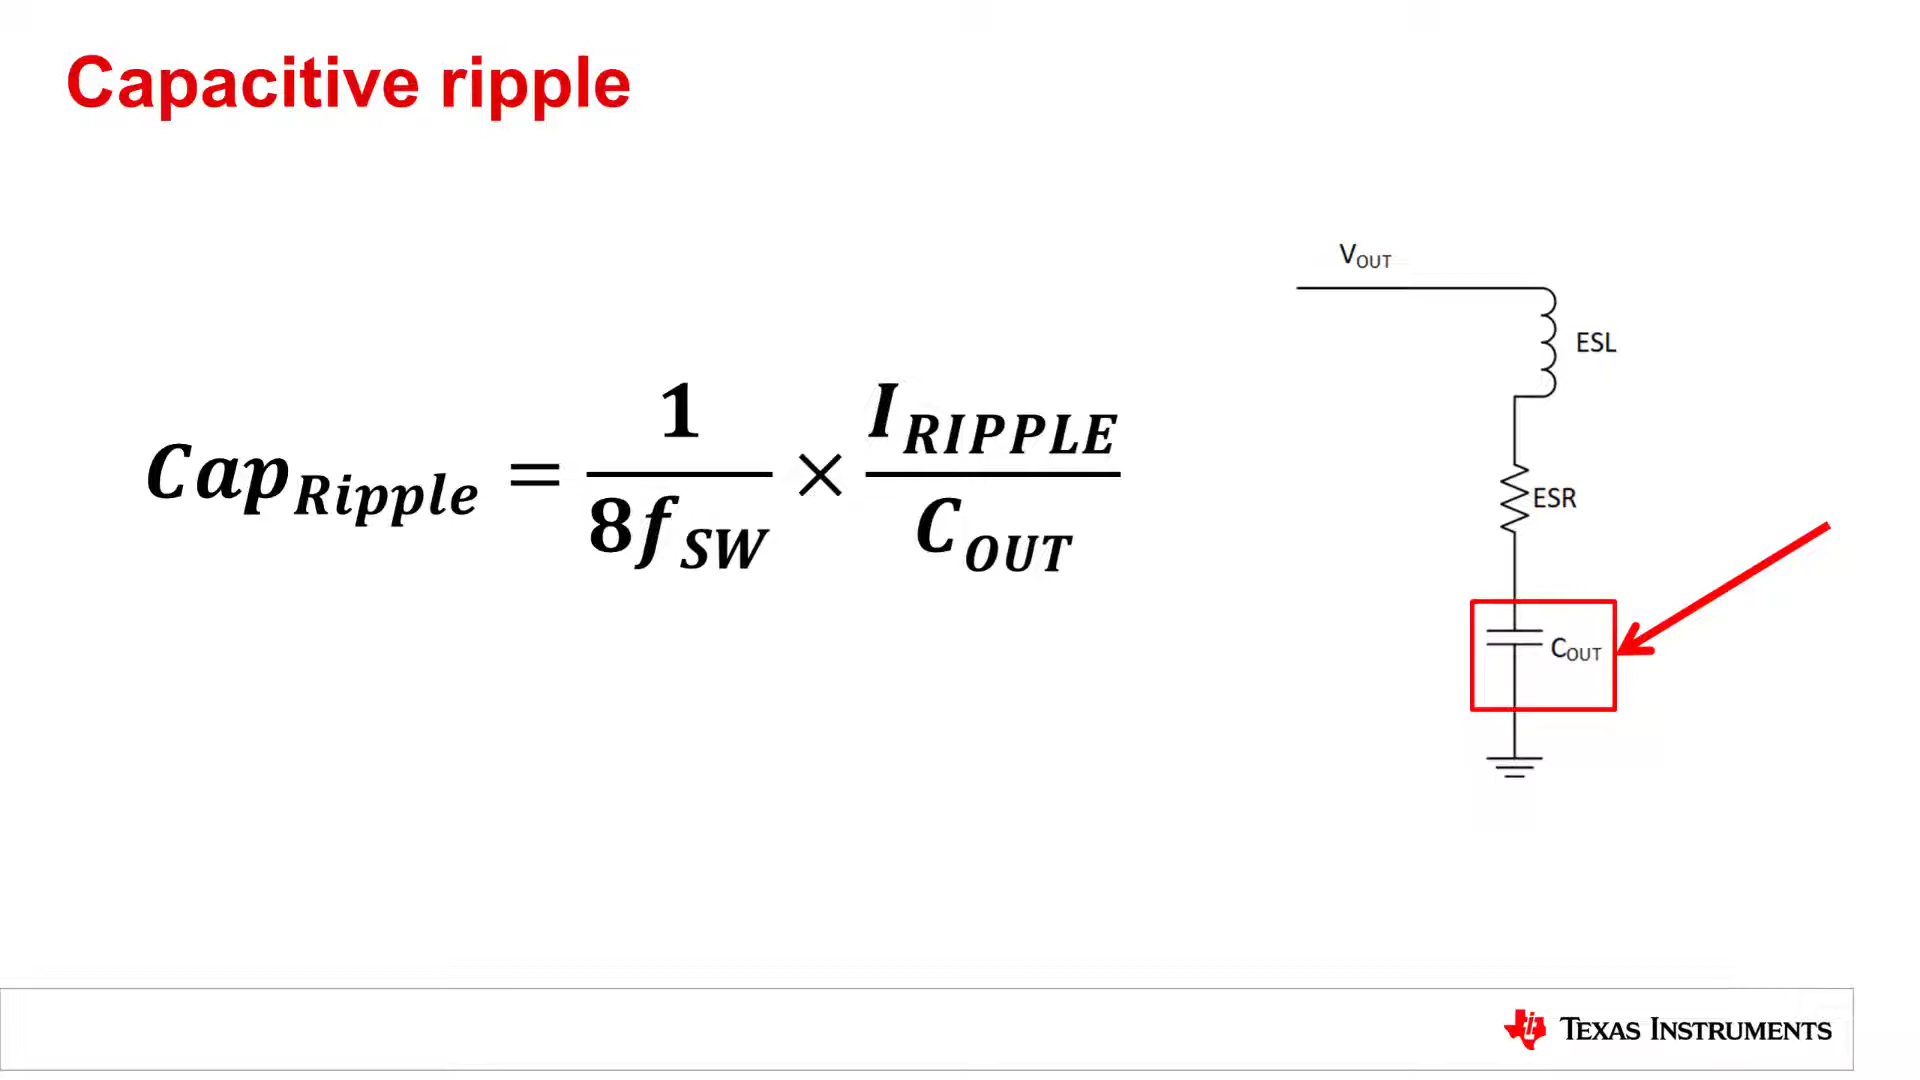 Capacitive ripple
V_OUT
ESL
Cap_Ripple = 1/(8f_SW) × I_RIPPLE/C_OUT
ESR
C_OUT
TEXAS INSTRUMENTS